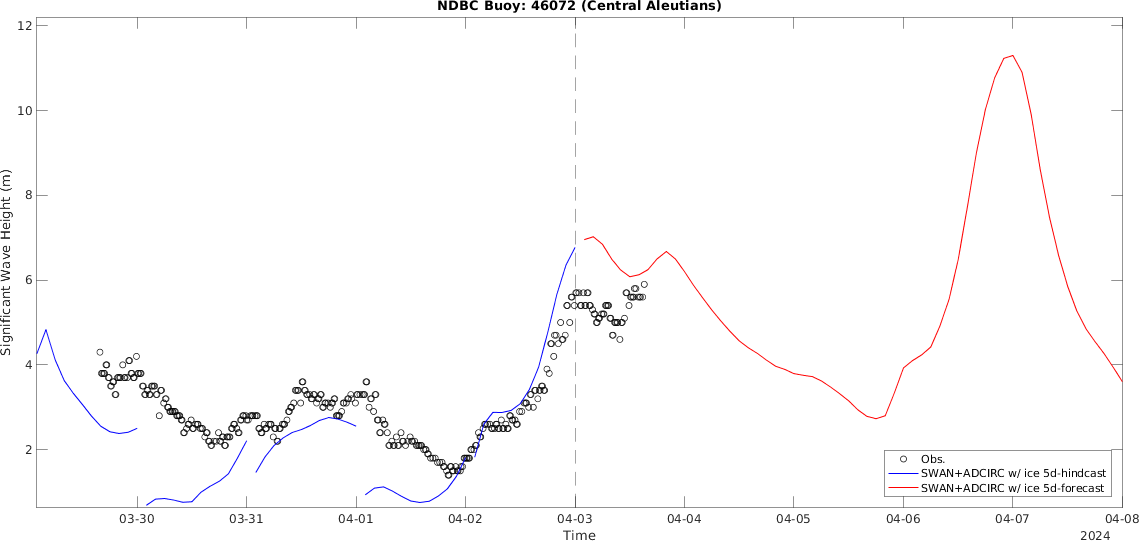 NDBC Buoy: 46072 (Central Aleutians)
12
10
8
6
4
2
Significant Wave Height (m)
Obs.
SWAN+ADCIRC w/ ice 5d-hindcast
SWAN+ADCIRC w/ ice 5d-forecast
03-30 03-31 04-01 04-02 04-03 04-04 04-05 04-06 04-07 04-08
Time
2024